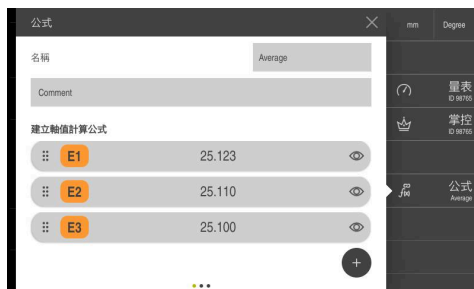 公式
名稱
Average
Comment
建立軸值計算公式
E1 25.123
E2 25.110
E3 25.100
+
mm Degree
量表
ID 98765
掌控
ID 98765
f(x) 公式
Average